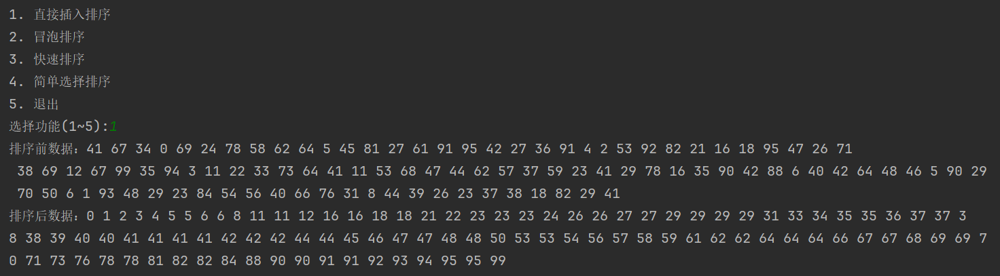 1. 直接插入排序
2. 冒泡排序
3. 快速排序
4. 简单选择排序
5. 退出
选择功能(1~5):1
排序前数据：41 67 34 0 69 24 78 58 62 64 5 45 81 27 61 91 95 42 27 36 91 4 2 53 92 82 21 16 18 95 47 26 71
38 69 12 67 99 35 94 3 11 22 33 73 64 41 11 53 68 47 44 62 57 37 59 23 41 29 78 16 35 90 42 88 6 40 42 64 48 46 5 90 29
70 50 6 1 93 48 29 23 84 54 56 40 66 76 31 8 44 39 26 23 37 38 18 82 29 41
排序后数据：0 1 2 3 4 5 5 6 6 8 11 11 12 16 16 18 18 21 22 23 23 23 24 26 26 27 27 29 29 29 29 31 33 34 35 35 36 37 37 3
8 38 39 40 40 41 41 41 41 42 42 42 44 44 45 46 47 47 48 48 50 53 53 54 56 57 58 59 61 62 62 64 64 64 66 67 67 68 69 69 7
0 71 73 76 78 78 81 82 82 84 88 90 90 91 91 92 93 94 95 95 99